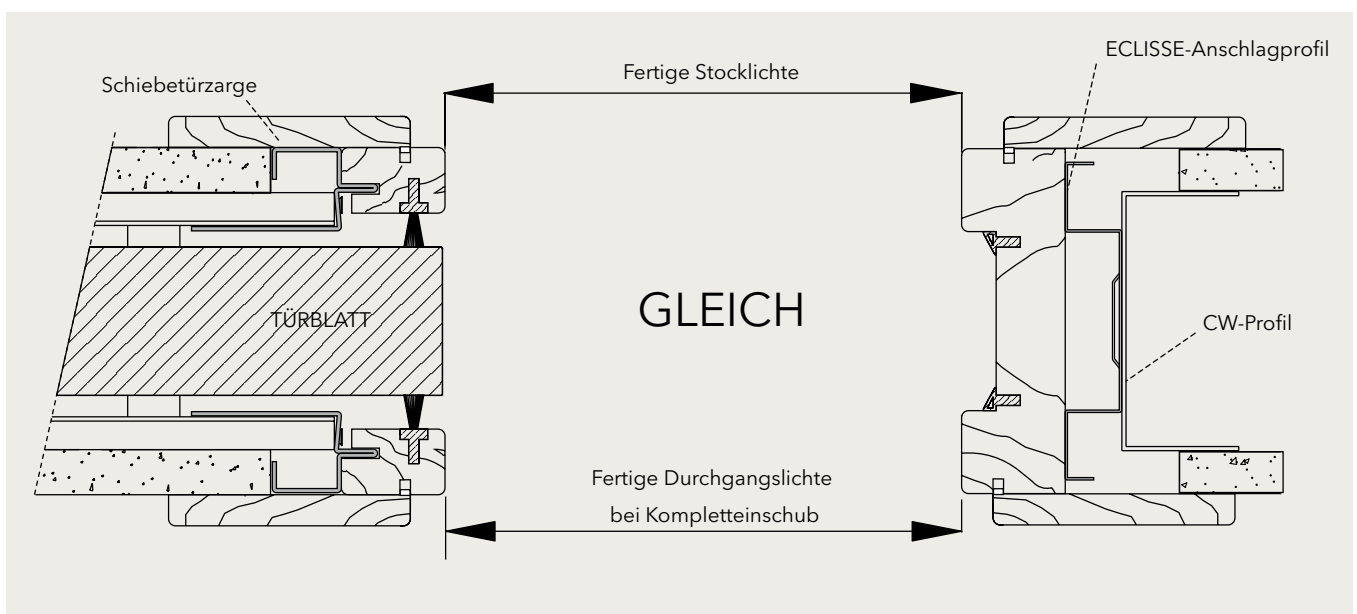 ECLISSE-Anschlagprofil
Fertige Stocklichte
Schiebetürzarge
GLEICH
TÜRBLATT
CW-Profil
Fertige Durchgangslichte
bei Kompletteinschub